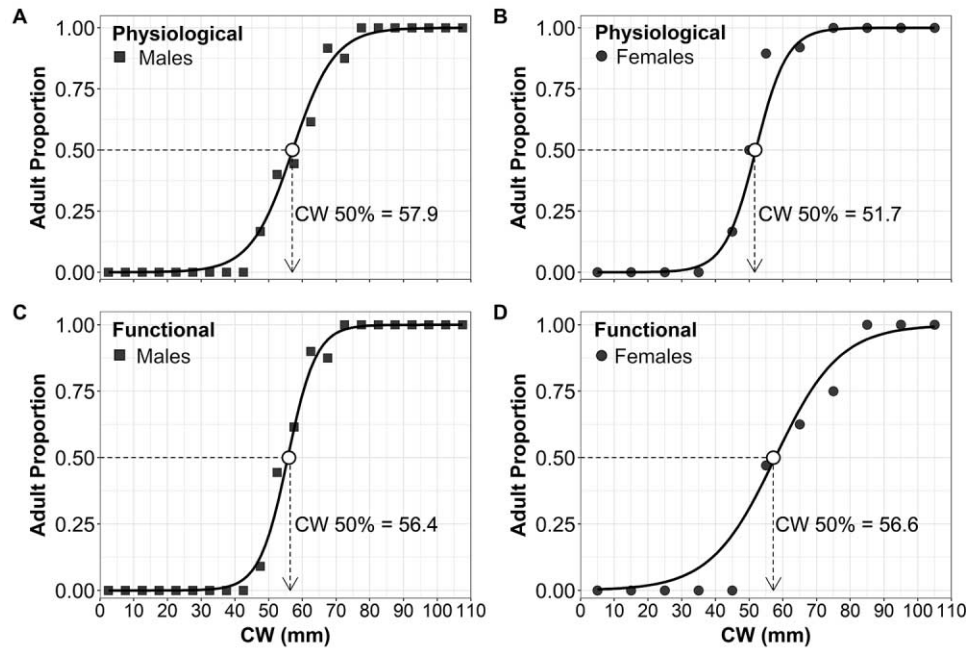 A
Physiological
Males
1.00
0.75
0.50
0.25
0.00
Adult Proportion
CW 50% = 57.9
B
Physiological
Females
1.00
0.75
0.50
0.25
0.00
Adult Proportion
CW 50% = 51.7
C
Functional
Males
1.00
0.75
0.50
0.25
0.00
Adult Proportion
CW 50% = 56.4
0 10 20 30 40 50 60 70 80 90 100 110
CW (mm)
D
Functional
Females
1.00
0.75
0.50
0.25
0.00
Adult Proportion
CW 50% = 56.6
0 10 20 30 40 50 60 70 80 90 100 110
CW (mm)